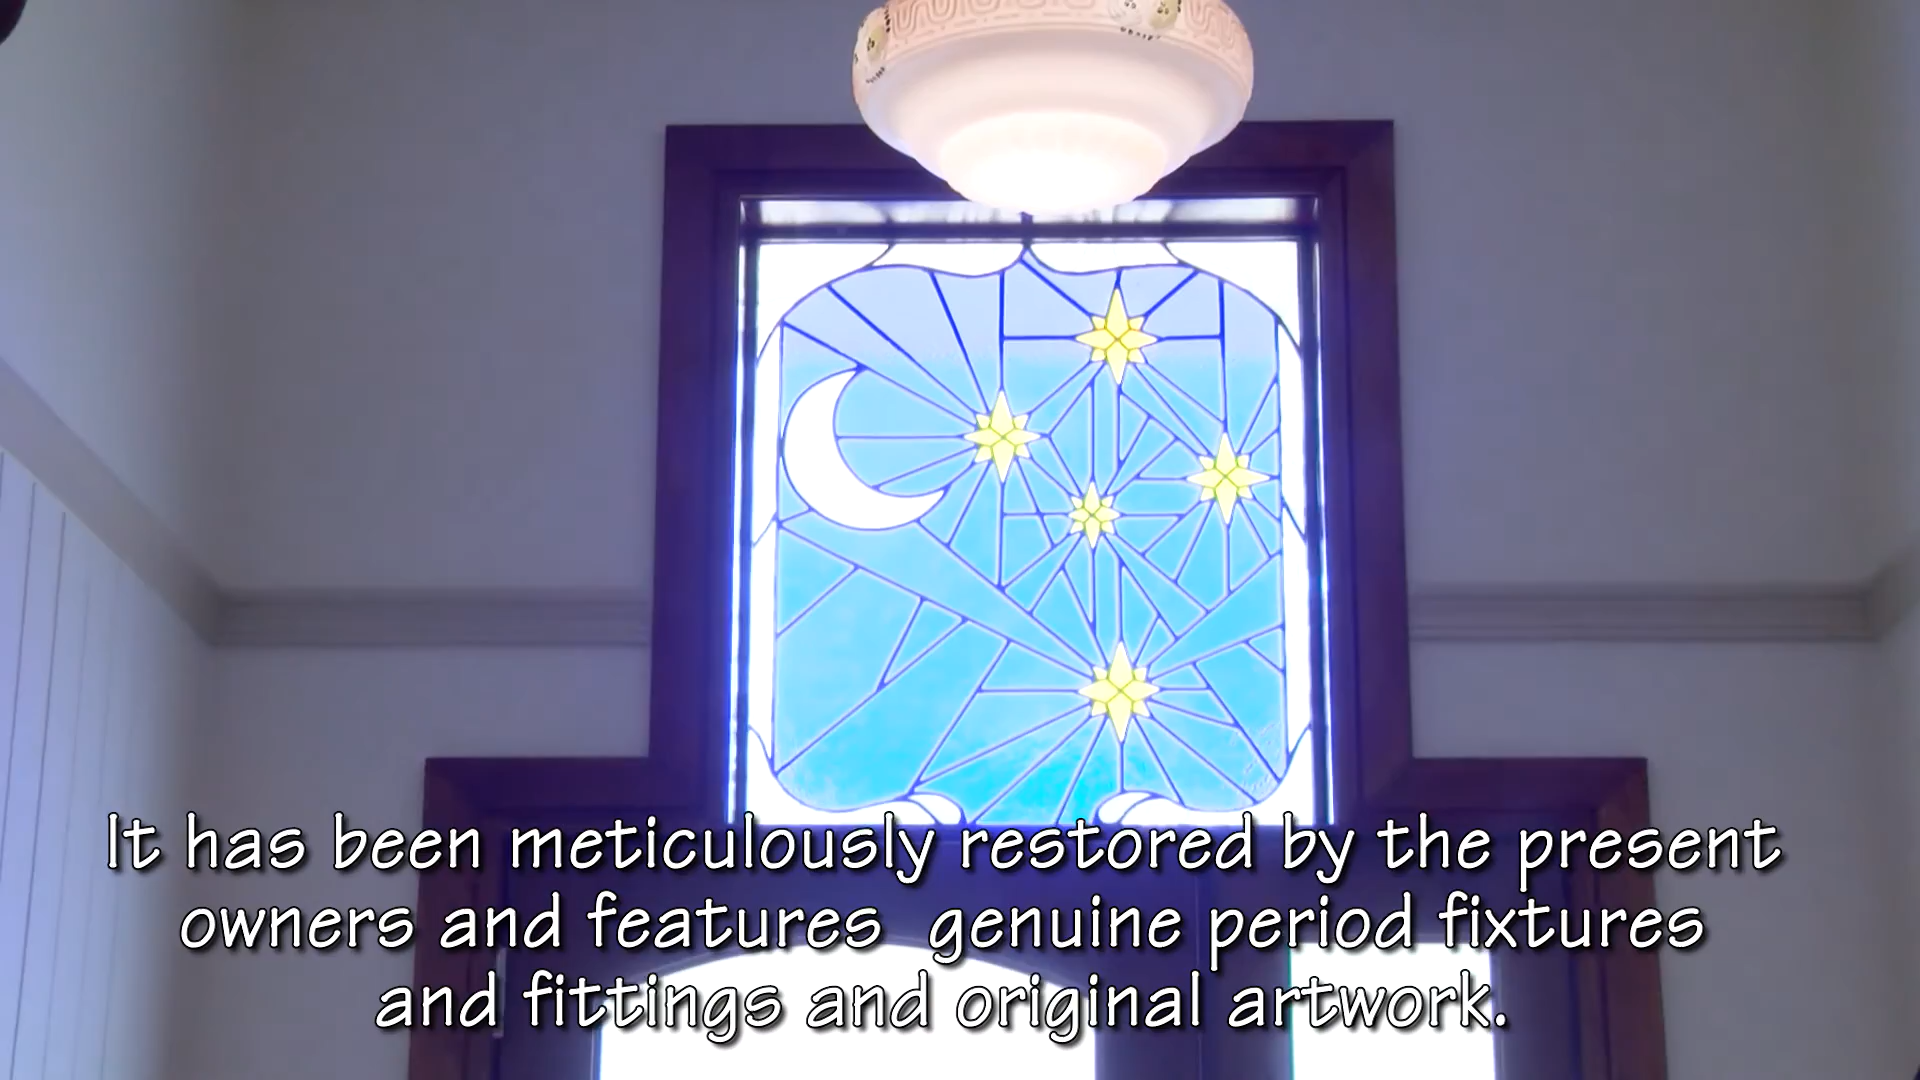 It has been meticulously restored by the present
owners and features  genuine period fixtures
and fittings and original artwork.